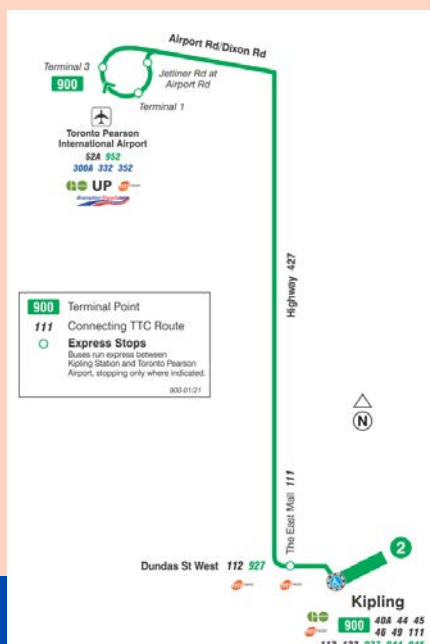 Airport Rd/Dixon Rd
Terminal 3
900
Jetliner Rd at
Airport Rd
Terminal 1
Toronto Pearson
International Airport
52A 952
300A 332 352
GO UP
Highway 427
900 Terminal Point
111 Connecting TTC Route
Express Stops
Buses run express between
Kipling Station and Toronto Pearson
Airport, stopping only where indicated.
900-01/21
N
The East Mall 111
2
Dundas St West 112 927
Kipling
900 40A 44 45
46 49 111